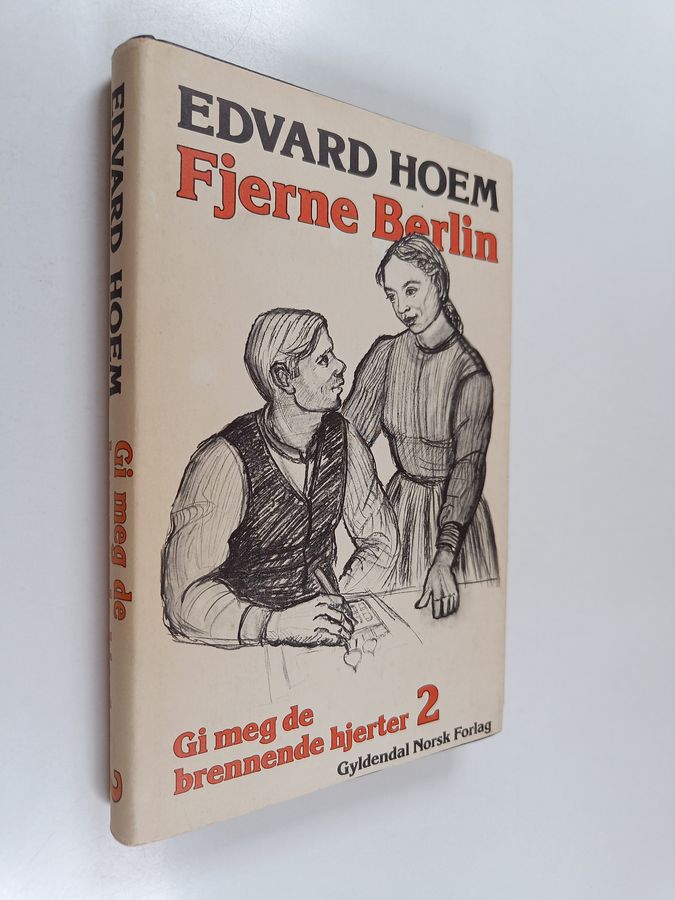 EDVARD HOEM
Fjerne Berlin
Gi meg de
brennende hjerter 2
Gyldendal Norsk Forlag
EDVARD HOEM
Gi meg de
2